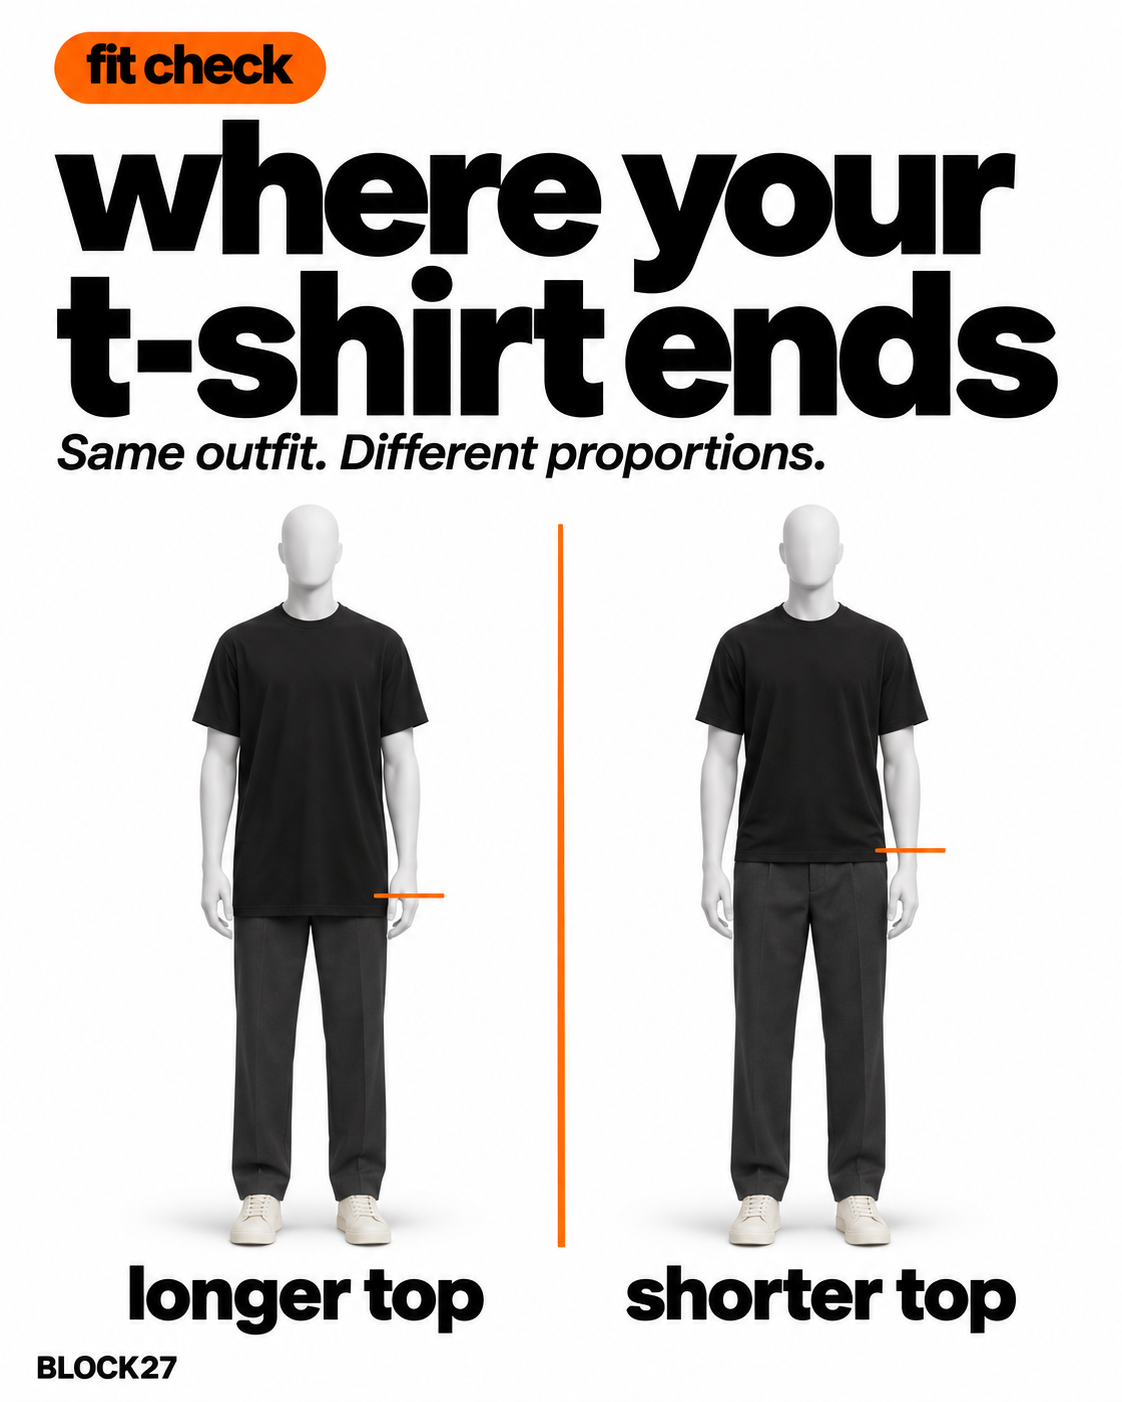 fit check
where your
t-shirt ends
Same outfit. Different proportions.
longer top
shorter top
BLOCK27